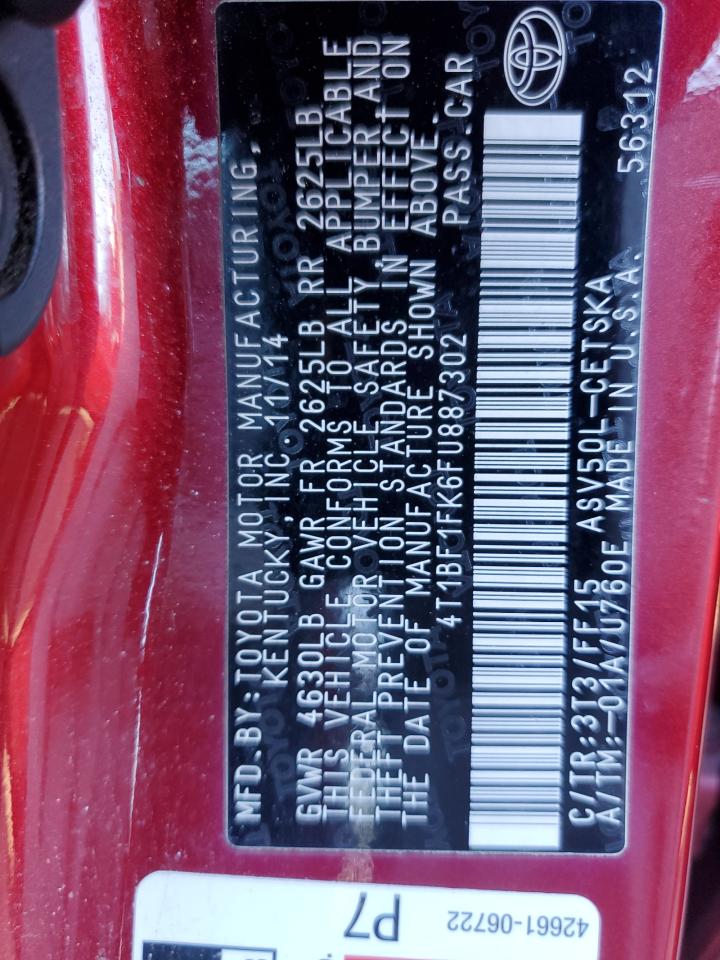 MFD.BY:TOYOTA MOTOR MANUFACTURING,
KENTUCKY,INC. 11/14
GVWR 4630LB GAWR FR 2625LB RR 2625LB
THIS VEHICLE CONFORMS TO ALL APPLICABLE
FEDERAL MOTOR VEHICLE SAFETY BUMPER AND
THEFT PREVENTION STANDARDS IN EFFECT ON
THE DATE OF MANUFACTURE SHOWN ABOVE.
4T1BF1FK6FU887302 PASS.CAR
C/TR:3T3/FF15 ASV50L-CETSKA 56312
A/TM:-01A/U760E MADE IN U.S.A.
42661-06722
P7